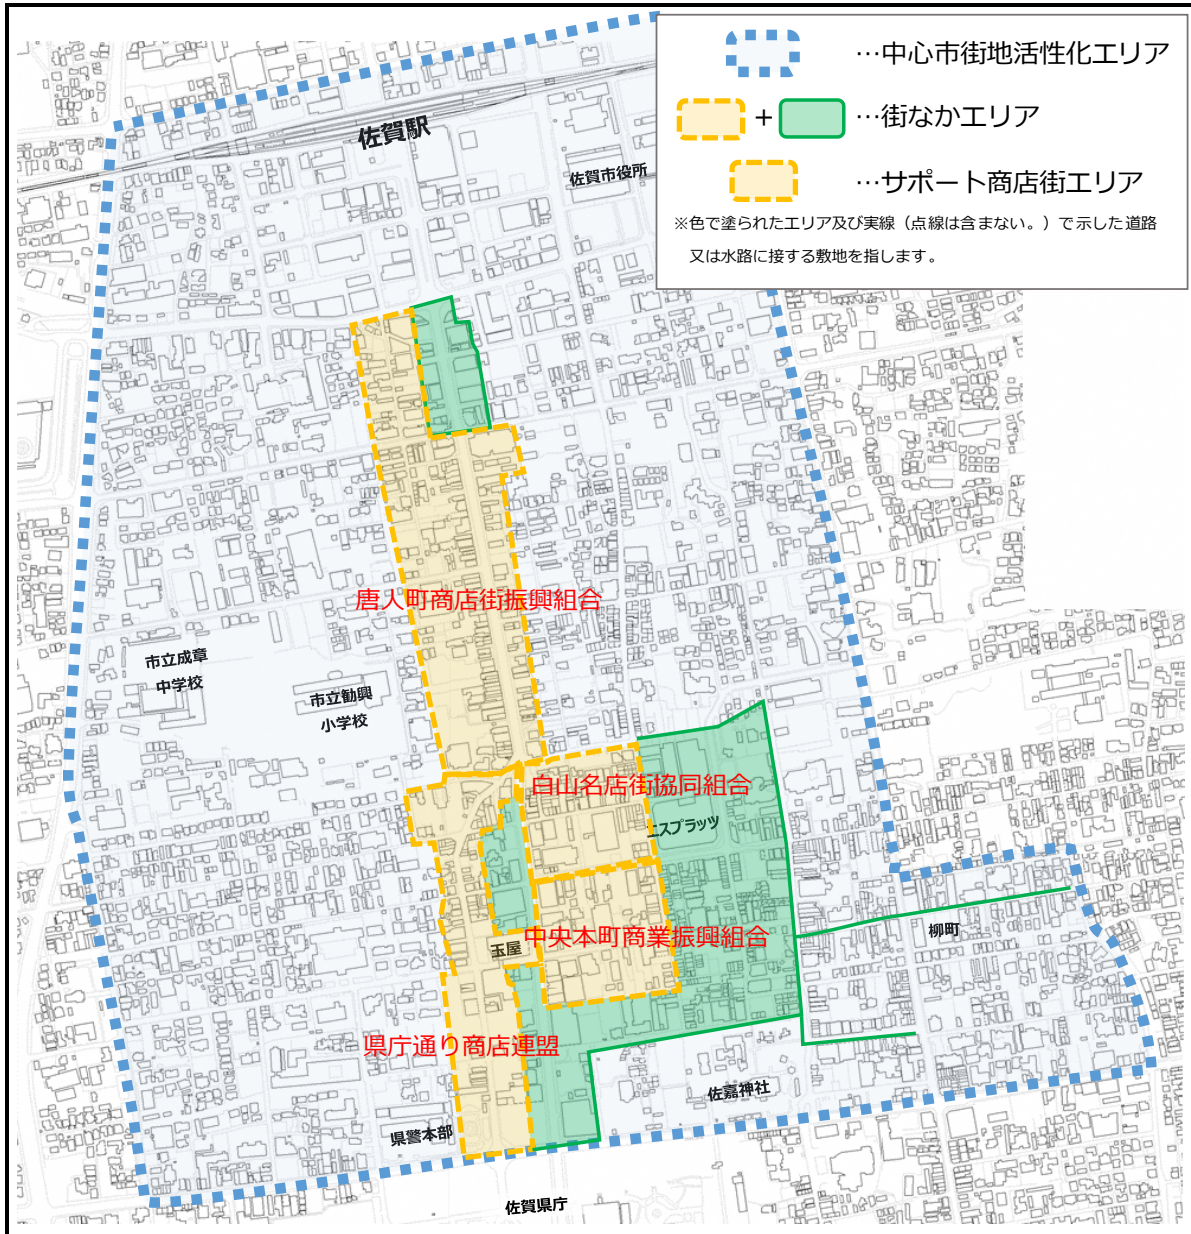 …中心市街地活性化エリア
+ …街なかエリア
…サポート商店街エリア
※色で塗られたエリア及び実線（点線は含まない。）で示した道路
又は水路に接する敷地を指します。
佐賀駅
佐賀市役所
唐人町商店街振興組合
市立成章
中学校
市立勧興
小学校
白山名店街協同組合
エスプラッツ
柳町
中央本町商業振興組合
玉屋
県庁通り商店連盟
佐嘉神社
県警本部
佐賀県庁